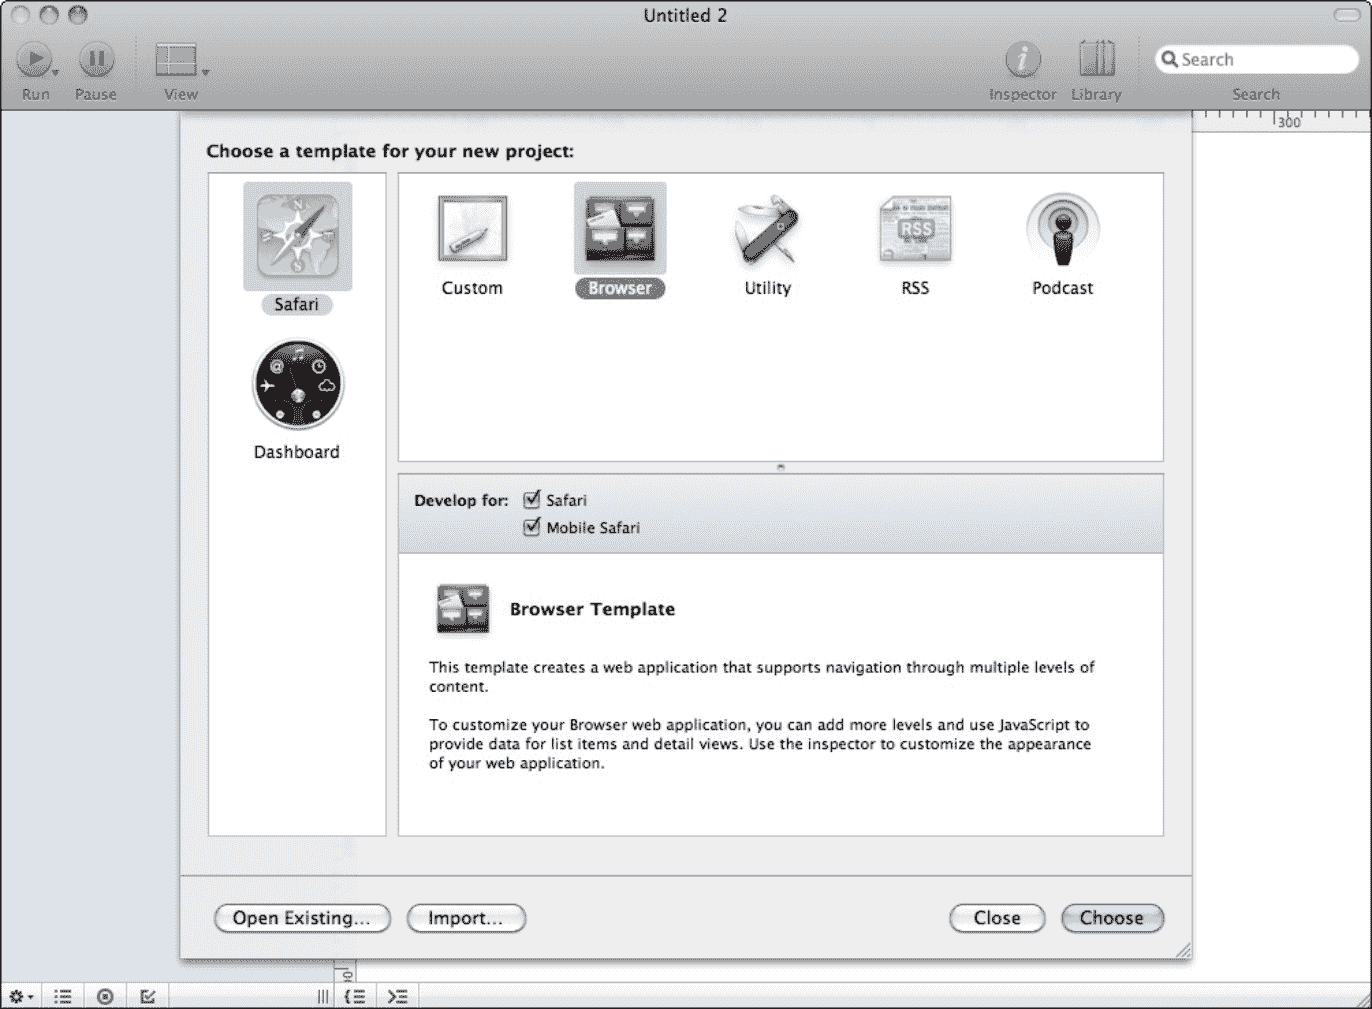 Untitled 2
Run
Pause
View
Inspector
Library
Search
Search
300
Choose a template for your new project:
Safari
Dashboard
Custom
Browser
Utility
RSS
RSS
Podcast
Develop for:
Safari
Mobile Safari
Browser Template
This template creates a web application that supports navigation through multiple levels of
content.
To customize your Browser web application, you can add more levels and use JavaScript to
provide data for list items and detail views. Use the inspector to customize the appearance
of your web application.
Open Existing...
Import...
Close
Choose